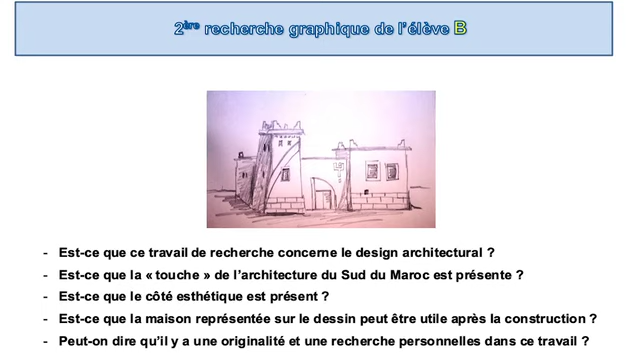 2ère recherche graphique de l'élève B
- Est-ce que ce travail de recherche concerne le design architectural ?
- Est-ce que la « touche » de l'architecture du Sud du Maroc est présente ?
- Est-ce que le côté esthétique est présent ?
- Est-ce que la maison représentée sur le dessin peut être utile après la construction ?
- Peut-on dire qu'il y a une originalité et une recherche personnelles dans ce travail ?